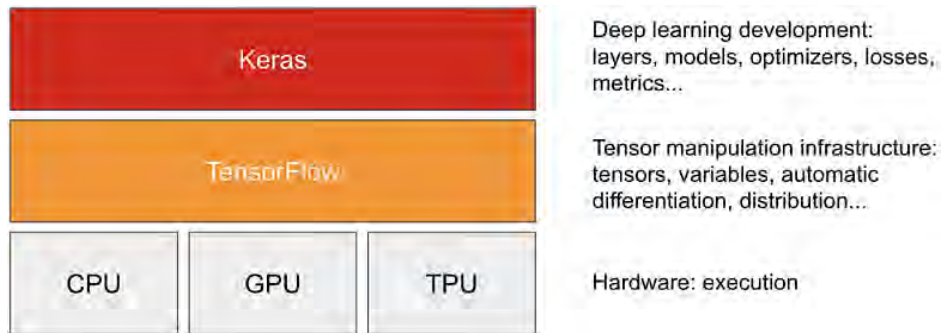 Keras
Deep learning development:
layers, models, optimizers, losses,
metrics...
TensorFlow
Tensor manipulation infrastructure:
tensors, variables, automatic
differentiation, distribution...
CPU
GPU
TPU
Hardware: execution